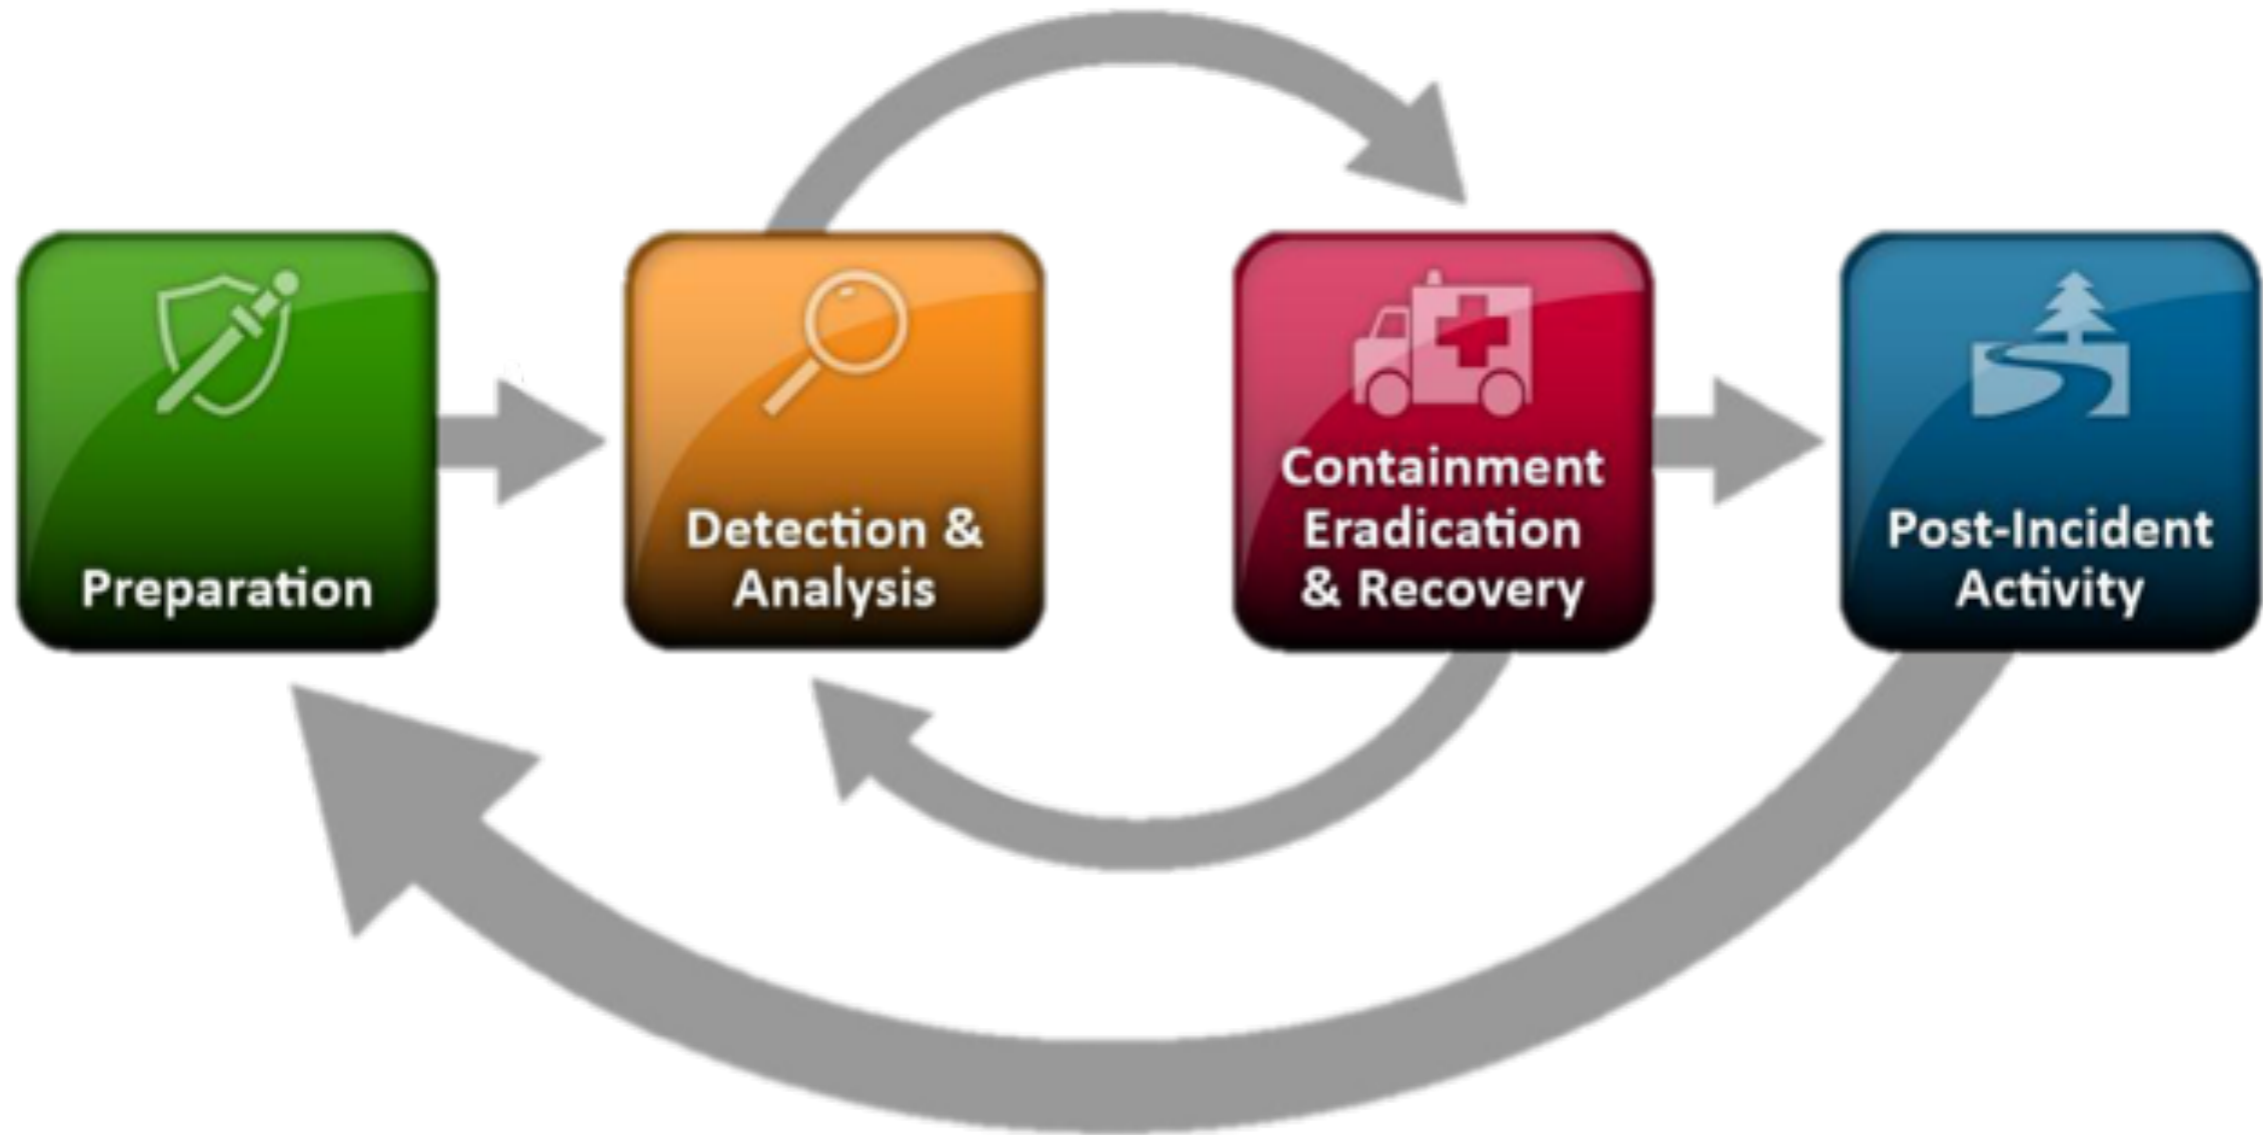 Preparation
Detection &
Analysis
Containment
Eradication
& Recovery
Post-Incident
Activity